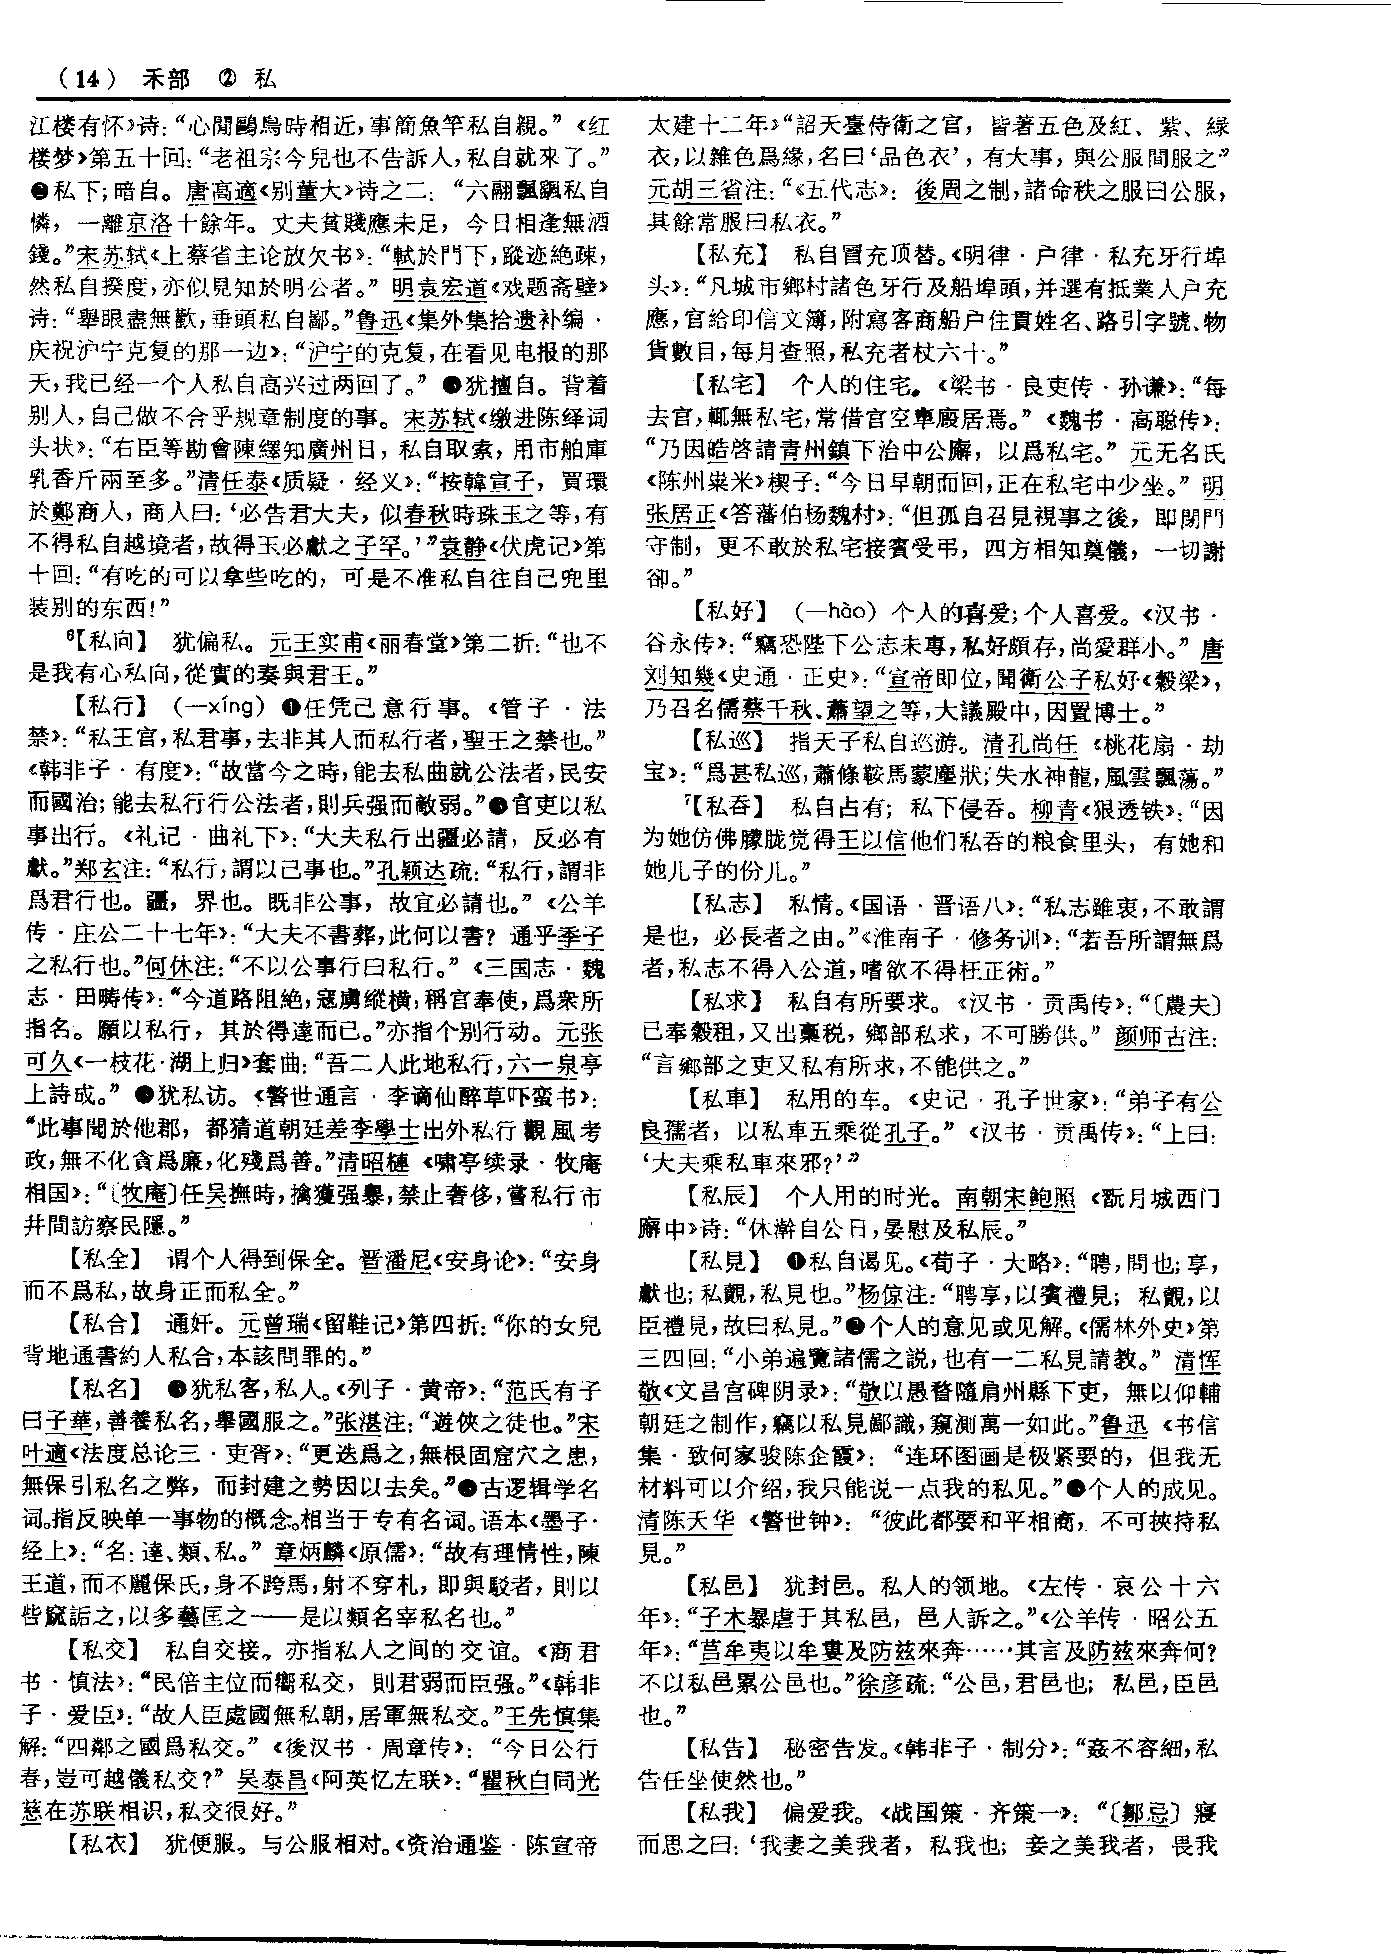 （14） 禾部 ② 私
江楼有怀》诗：“心閒鷗鳥時相近，事簡魚竿私自親。”《红
楼梦》第五十回：“老祖宗今兒也不告訴人，私自就來了。”
❷私下；暗自。唐高適《别董大》诗之二：“六翮飄飖私自
憐，一離京洛十餘年。丈夫貧賤應未足，今日相逢無酒
錢。”宋苏轼《上蔡省主论放欠书》：“軾於門下，蹤迹絶疎，
然私自揆度，亦似見知於明公者。”明袁宏道《戏题斋壁》
诗：“舉眼盡無歡，垂頭私自鄙。”鲁迅《集外集拾遗补编·
庆祝沪宁克复的那一边》：“沪宁的克复，在看见电报的那
天，我已经一个人私自高兴过两回了。”❸犹擅自。背着
别人，自己做不合乎规章制度的事。宋苏轼《缴进陈绎词
头状》：“右臣等勘會陳繹知廣州日，私自取索，用市舶庫
乳香斤兩至多。”清任泰《质疑·经义》：“按韓宣子，買環
於鄭商人，商人曰：‘必告君大夫，似春秋時珠玉之等，有
不得私自越境者，故得玉必獻之子罕。’”袁静《伏虎记》第
十回：“有吃的可以拿些吃的，可是不准私自往自己兜里
装别的东西！”
⁶【私向】 犹偏私。元王实甫《丽春堂》第二折：“也不
是我有心私向，從實的奏與君王。”
【私行】（—xíng）❶任凭己意行事。《管子·法
禁》：“私王官，私君事，去非其人而私行者，聖王之禁也。”
《韩非子·有度》：“故當今之時，能去私曲就公法者，民安
而國治；能去私行行公法者，則兵强而敵弱。”❷官吏以私
事出行。《礼记·曲礼下》：“大夫私行出疆必請，反必有
獻。”郑玄注：“私行，謂以己事也。”孔颖达疏：“私行，謂非
爲君行也。疆，界也。既非公事，故宜必請也。”《公羊
传·庄公二十七年》：“大夫不書葬，此何以書？通乎季子
之私行也。”何休注：“不以公事行曰私行。”《三国志·魏
志·田畴传》：“今道路阻絶，寇虜縱横，稱官奉使，爲衆所
指名。願以私行，其於得達而已。”亦指个别行动。元张
可久《一枝花·湖上归》套曲：“吾二人此地私行，六一泉亭
上詩成。”❸犹私访。《警世通言·李谪仙醉草吓蛮书》：
“此事聞於他郡，都猜道朝廷差李學士出外私行觀風考
政，無不化貪爲廉，化殘爲善。”清昭槤《啸亭续录·牧庵
相国》：“〔牧庵〕任吴撫時，擒獲强暴，禁止奢侈，嘗私行市
井間訪察民隱。”
【私全】 谓个人得到保全。晋潘尼《安身论》：“安身
而不爲私，故身正而私全。”
【私合】 通奸。元曾瑞《留鞋记》第四折：“你的女兒
背地通書約人私合，本該問罪的。”
【私名】 ❶犹私客，私人。《列子·黄帝》：“范氏有子
曰子華，善養私名，舉國服之。”张湛注：“遊俠之徒也。”宋
叶適《法度总论三·吏胥》：“更迭爲之，無根固窟穴之患，
無保引私名之弊，而封建之勢因以去矣。”❷古逻辑学名
词。指反映单一事物的概念。相当于专有名词。语本《墨子·
经上》：“名：達、類、私。”章炳麟《原儒》：“故有理情性，陳
王道，而不麗保氏，身不跨馬，射不穿札，即與駁者，則以
呰窳詬之，以多藝匡之——是以類名宰私名也。”
【私交】 私自交接。亦指私人之间的交谊。《商君
书·慎法》：“民倍主位而嚮私交，則君弱而臣强。”《韩非
子·爱臣》：“故人臣處國無私朝，居軍無私交。”王先慎集
解：“四鄰之國爲私交。”《後汉书·周章传》：“今日公行
春，豈可越儀私交？”吴泰昌《阿英忆左联》：“瞿秋白同光
慈在苏联相识，私交很好。”
【私衣】 犹便服。与公服相对。《资治通鉴·陈宣帝
太建十二年》“詔天臺侍衛之官，皆著五色及紅、紫、緑
衣，以雜色爲緣，名曰‘品色衣’，有大事，與公服間服之”
元胡三省注：“《五代志》：後周之制，諸命秩之服曰公服，
其餘常服曰私衣。”
【私充】 私自冒充顶替。《明律·户律·私充牙行埠
头》：“凡城市鄉村諸色牙行及船埠頭，并選有抵業人户充
應，官給印信文簿，附寫客商船户住貫姓名、路引字號、物
貨數目，每月查照，私充者杖六十。”
【私宅】 个人的住宅。《梁书·良吏传·孙谦》：“每
去官，輒無私宅，常借官空車廄居焉。”《魏书·高聪传》：
“乃因皓啓請青州鎮下治中公廨，以爲私宅。”元无名氏
《陈州粜米》楔子：“今日早朝而回，正在私宅中少坐。”明
张居正《答藩伯杨魏村》：“但孤自召見視事之後，即閉門
守制，更不敢於私宅接賓受弔，四方相知奠儀，一切謝
卻。”
【私好】（—hào）个人的喜爱；个人喜爱。《汉书·
谷永传》：“竊恐陛下公志未專，私好頗存，尚愛群小。”唐
刘知幾《史通·正史》：“宣帝即位，聞衛公子私好《穀梁》，
乃召名儒蔡千秋、蕭望之等，大議殿中，因置博士。”
【私巡】 指天子私自巡游。清孔尚任《桃花扇·劫
宝》：“爲甚私巡，蕭條鞍馬蒙塵狀；失水神龍，風雲飄蕩。”
⁷【私吞】 私自占有；私下侵吞。柳青《狠透铁》：“因
为她仿佛朦胧觉得王以信他们私吞的粮食里头，有她和
她儿子的份儿。”
【私志】 私情。《国语·晋语八》：“私志雖衷，不敢謂
是也，必長者之由。”《淮南子·修务训》：“若吾所謂無爲
者，私志不得入公道，嗜欲不得枉正術。”
【私求】 私自有所要求。《汉书·贡禹传》：“〔農夫〕
已奉穀租，又出稾税，鄉部私求，不可勝供。”颜师古注：
“言鄉部之吏又私有所求，不能供之。”
【私車】 私用的车。《史记·孔子世家》：“弟子有公
良孺者，以私車五乘從孔子。”《汉书·贡禹传》：“上曰：
‘大夫乘私車來邪？’”
【私辰】 个人用的时光。南朝宋鲍照《翫月城西门
廨中》诗：“休澣自公日，晏慰及私辰。”
【私見】 ❶私自谒见。《荀子·大略》：“聘，問也；享，
獻也；私覿，私見也。”杨倞注：“聘享，以賓禮見；私覿，以
臣禮見，故曰私見。”❷个人的意见或见解。《儒林外史》第
三四回：“小弟遍覽諸儒之説，也有一二私見請教。”清恽
敬《文昌宫碑阴录》：“敬以愚瞀隨肩州縣下吏，無以仰輔
朝廷之制作，竊以私見鄙識，窺測萬一如此。”鲁迅《书信
集·致何家骏陈企霞》：“连环图画是极紧要的，但我无
材料可以介绍，我只能说一点我的私见。”❸个人的成见。
清陈天华《警世钟》：“彼此都要和平相商，不可挾持私
見。”
【私邑】 犹封邑。私人的领地。《左传·哀公十六
年》：“子木暴虐于其私邑，邑人訴之。”《公羊传·昭公五
年》：“莒牟夷以牟婁及防兹來奔……其言及防兹來奔何？
不以私邑累公邑也。”徐彦疏：“公邑，君邑也；私邑，臣邑
也。”
【私告】 秘密告发。《韩非子·制分》：“姦不容細，私
告任坐使然也。”
【私我】 偏爱我。《战国策·齐策一》：“〔鄒忌〕寢
而思之曰：‘我妻之美我者，私我也；妾之美我者，畏我